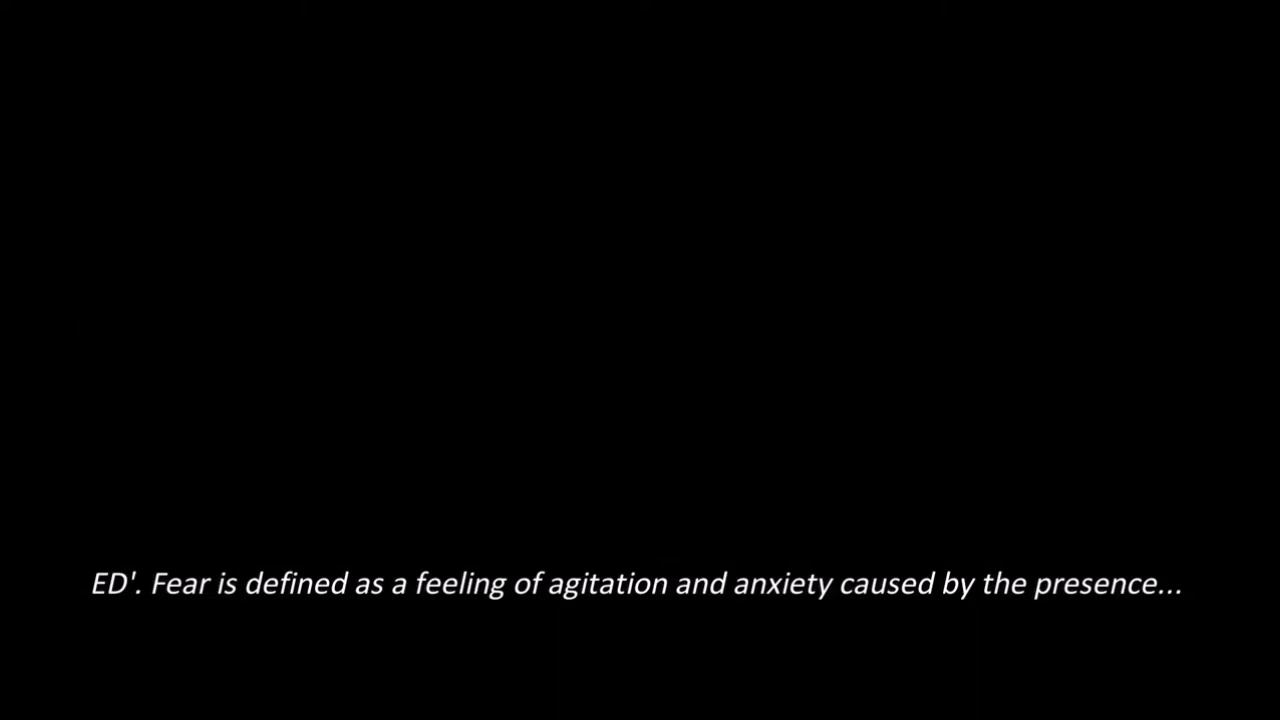 ED'. Fear is defined as a feeling of agitation and anxiety caused by the presence...